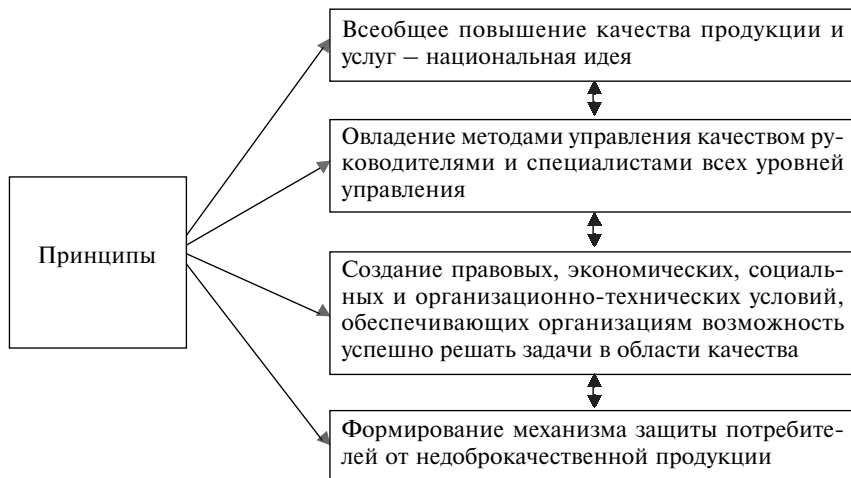 Всеобщее повышение качества продукции и
услуг – национальная идея
Овладение методами управления качеством ру-
ководителями и специалистами всех уровней
управления
Принципы
Создание правовых, экономических, социаль-
ных и организационно-технических условий,
обеспечивающих организациям возможность
успешно решать задачи в области качества
Формирование механизма защиты потребите-
лей от недоброкачественной продукции